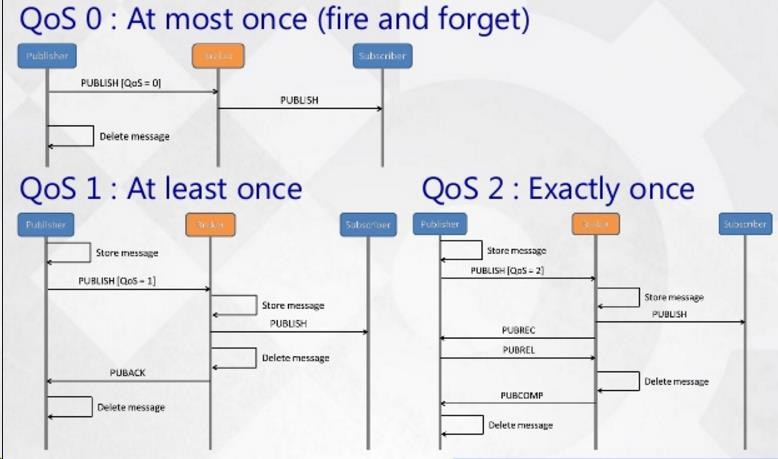 QoS 0 : At most once (fire and forget)
Publisher
Broker
Subscriber
PUBLISH [QoS = 0]
PUBLISH
Delete message
QoS 1 : At least once
Publisher
Broker
Subscriber
Store message
PUBLISH [QoS = 1]
Store message
PUBLISH
Delete message
PUBACK
Delete message
QoS 2 : Exactly once
Publisher
Broker
Subscriber
Store message
PUBLISH [QoS = 2]
Store message
PUBLISH
PUBREC
PUBREL
Delete message
PUBCOMP
Delete message